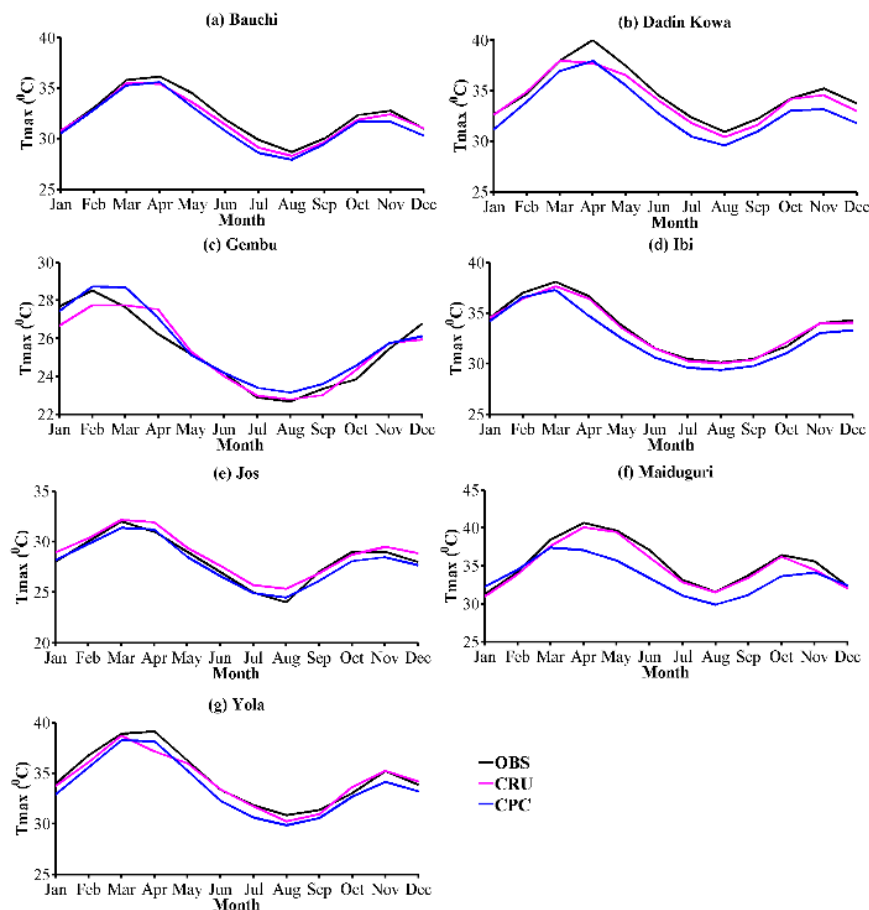 (a) Bauchi
40
35
30
25
Tmax (⁰C)
Jan Feb Mar Apr May Jun Jul Aug Sep Oct Nov Dec
Month
(b) Dadin Kowa
40
35
30
25
Tmax (⁰C)
Jan Feb Mar Apr May Jun Jul Aug Sep Oct Nov Dec
Month
(c) Gembu
30
28
26
24
22
Tmax (⁰C)
Jan Feb Mar Apr May Jun Jul Aug Sep Oct Nov Dec
Month
(d) Ibi
40
35
30
25
Tmax (⁰C)
Jan Feb Mar Apr May Jun Jul Aug Sep Oct Nov Dec
Month
(e) Jos
35
30
25
20
Tmax (⁰C)
Jan Feb Mar Apr May Jun Jul Aug Sep Oct Nov Dec
Month
(f) Maiduguri
45
40
35
30
25
Tmax (⁰C)
Jan Feb Mar Apr May Jun Jul Aug Sep Oct Nov Dec
Month
(g) Yola
40
35
30
25
Tmax (⁰C)
Jan Feb Mar Apr May Jun Jul Aug Sep Oct Nov Dec
Month
OBS
CRU
CPC